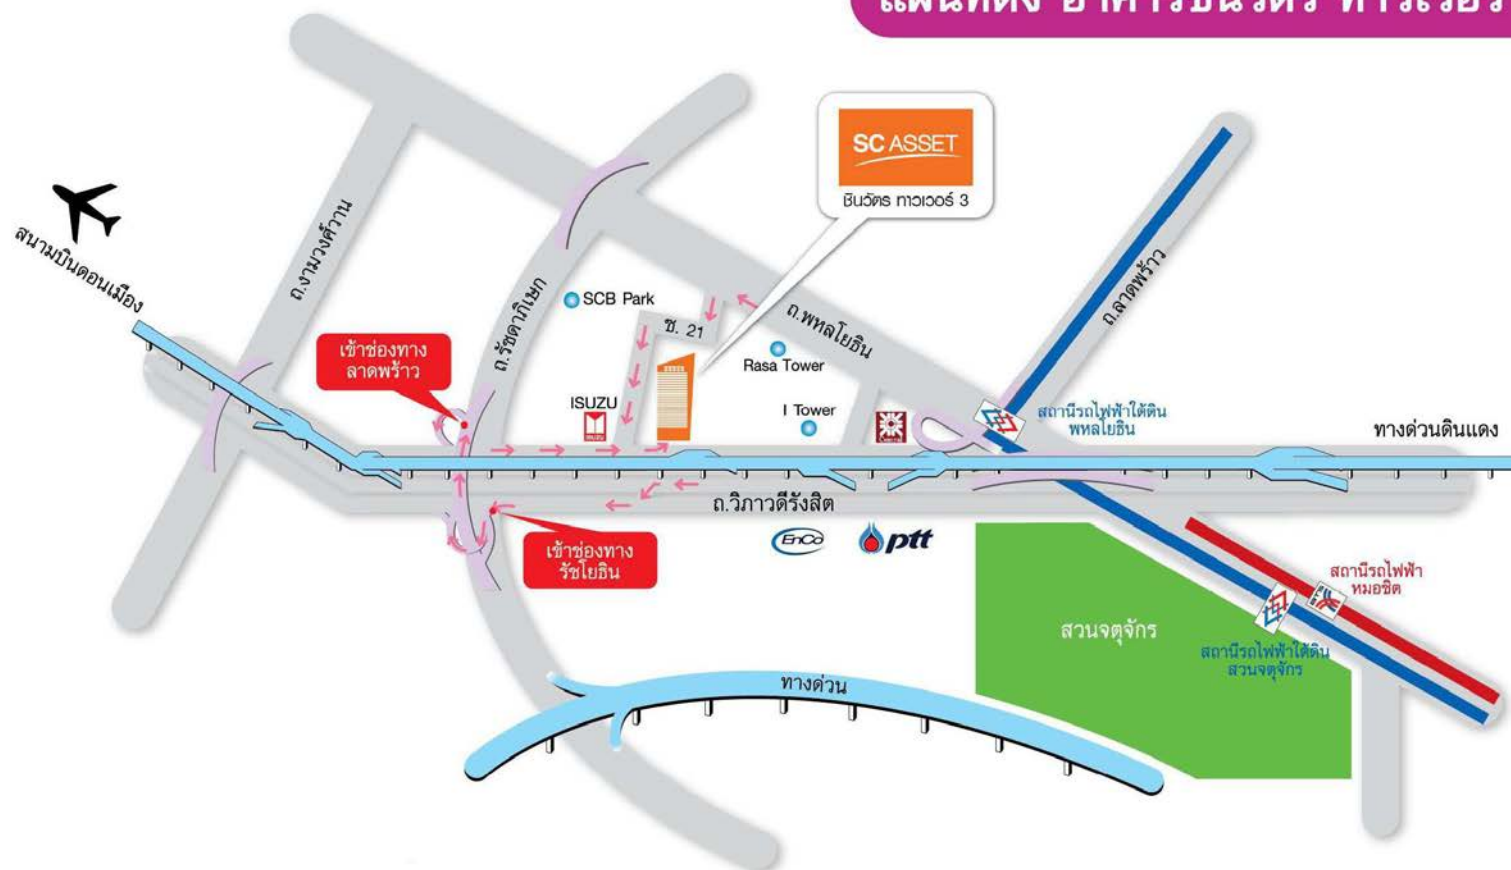 SC ASSET
ชินวัตร ทาวเวอร์ 3
สนามบินดอนเมือง
ถ.งามวงศ์วาน
ถ.รัชดาภิเษก
SCB Park
ซ. 21
ถ.พหลโยธิน
ถ.ลาดพร้าว
เข้าช่องทาง
ลาดพร้าว
Rasa Tower
ISUZU
ISUZU
I Tower
สถานีรถไฟฟ้าใต้ดิน
พหลโยธิน
ทางด่วนดินแดง
ถ.วิภาวดีรังสิต
เข้าช่องทาง
รัชโยธิน
EnCo
ptt
สถานีรถไฟฟ้า
หมอชิต
BTS
สวนจตุจักร
สถานีรถไฟฟ้าใต้ดิน
สวนจตุจักร
ทางด่วน